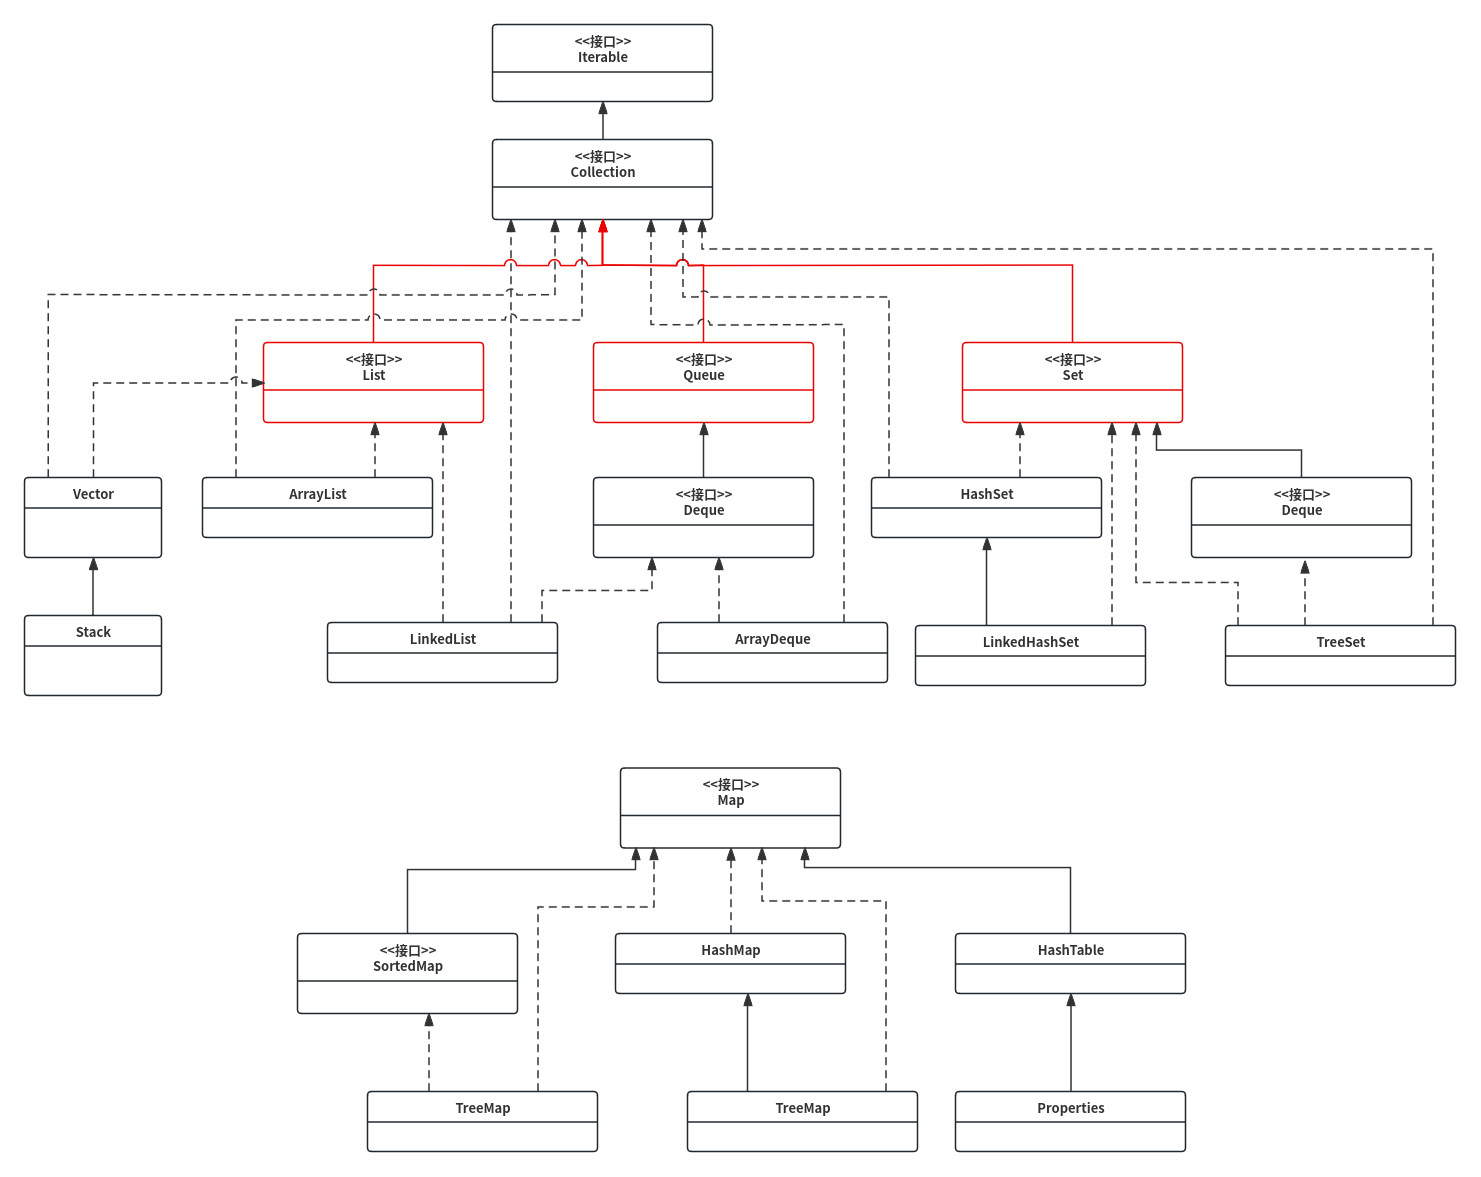 <<接口>>
Iterable
<<接口>>
Collection
<<接口>>
List
<<接口>>
Queue
<<接口>>
Set
Vector
ArrayList
<<接口>>
Deque
HashSet
<<接口>>
Deque
Stack
LinkedList
ArrayDeque
LinkedHashSet
TreeSet
<<接口>>
Map
<<接口>>
SortedMap
HashMap
HashTable
TreeMap
TreeMap
Properties